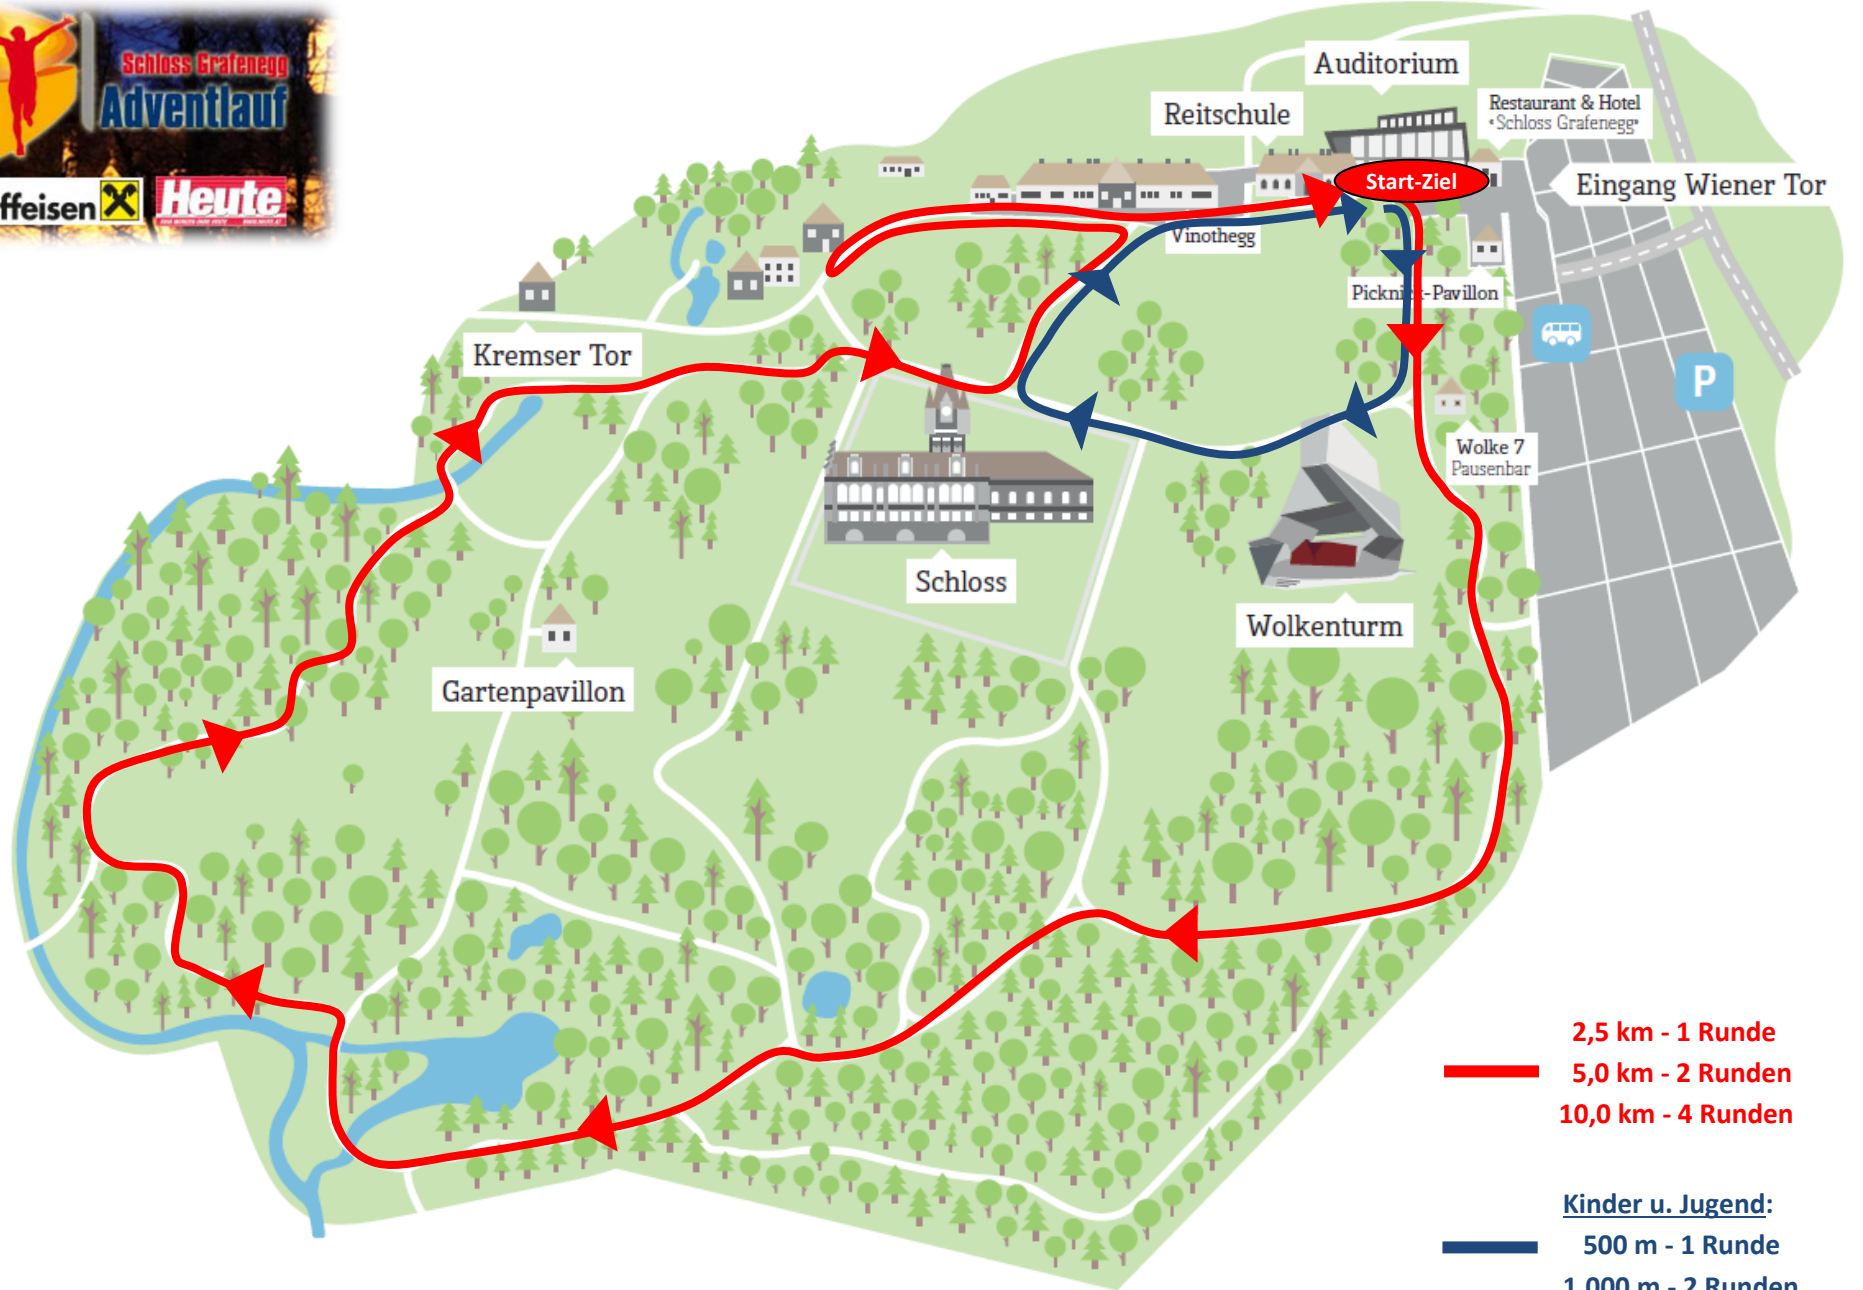 Schloss Grafenegg
Adventlauf
ffeisen
Heute
Auditorium
Reitschule
Restaurant & Hotel
"Schloss Grafenegg"
Start-Ziel
Eingang Wiener Tor
Vinothegg
Picknick-Pavillon
Kremser Tor
P
Wolke 7
Pausenbar
Schloss
Wolkenturm
Gartenpavillon
2,5 km - 1 Runde
5,0 km - 2 Runden
10,0 km - 4 Runden
Kinder u. Jugend:
500 m - 1 Runde
1.000 m - 2 Runden